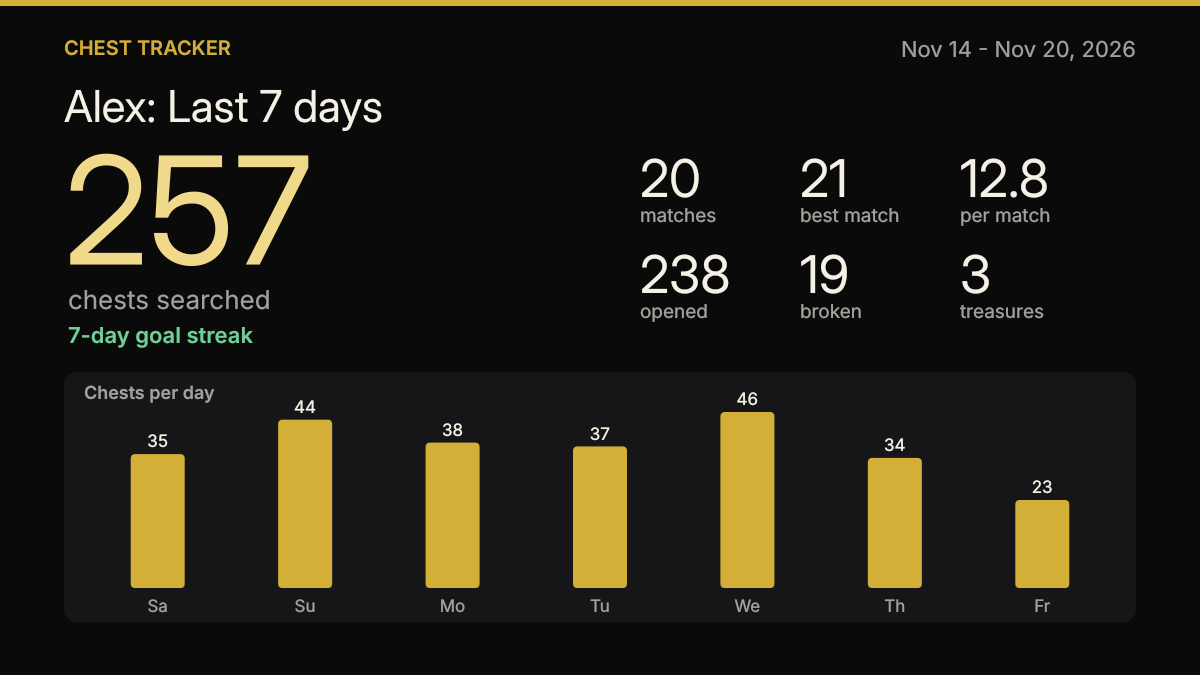 CHEST TRACKER
Nov 14 - Nov 20, 2026
Alex: Last 7 days
257
chests searched
7-day goal streak
20 21 12.8
matches best match per match
238 19 3
opened broken treasures
Chests per day
35 44 38 37 46 34 23
Sa Su Mo Tu We Th Fr